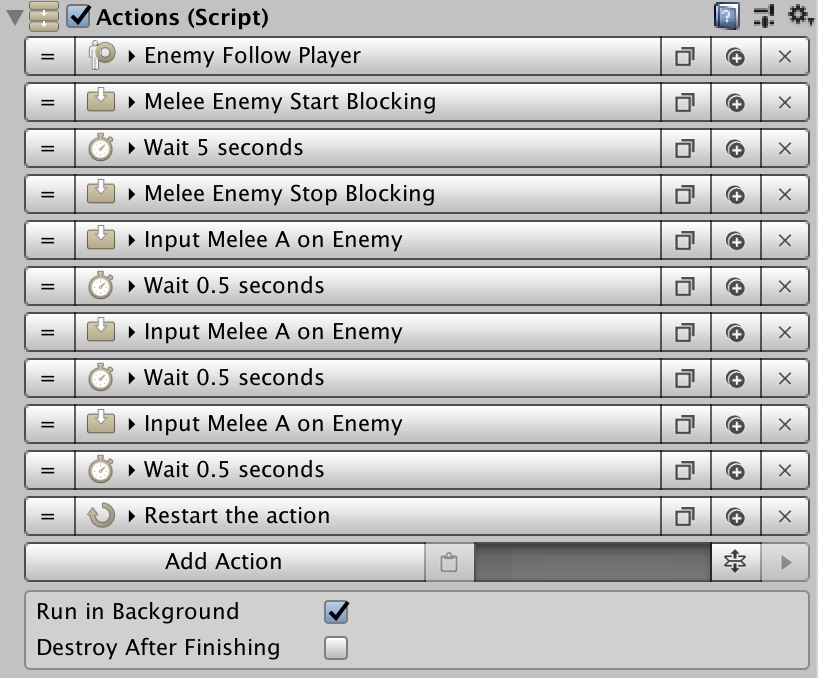 Actions (Script)
= Enemy Follow Player
= Melee Enemy Start Blocking
= Wait 5 seconds
= Melee Enemy Stop Blocking
= Input Melee A on Enemy
= Wait 0.5 seconds
= Input Melee A on Enemy
= Wait 0.5 seconds
= Input Melee A on Enemy
= Wait 0.5 seconds
= Restart the action
Add Action
Run in Background
Destroy After Finishing